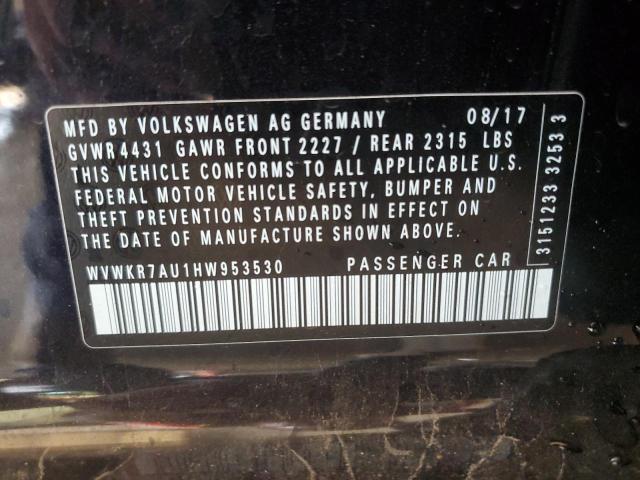 MFD BY VOLKSWAGEN AG GERMANY 08/17
GVWR4431 GAWR FRONT 2227 / REAR 2315 LBS
THIS VEHICLE CONFORMS TO ALL APPLICABLE U.S.
FEDERAL MOTOR VEHICLE SAFETY, BUMPER AND
THEFT PREVENTION STANDARDS IN EFFECT ON
THE DATE OF MANUFACTURE SHOWN ABOVE.
WVWKR7AU1HW953530 PASSENGER CAR
3151233 3253 3